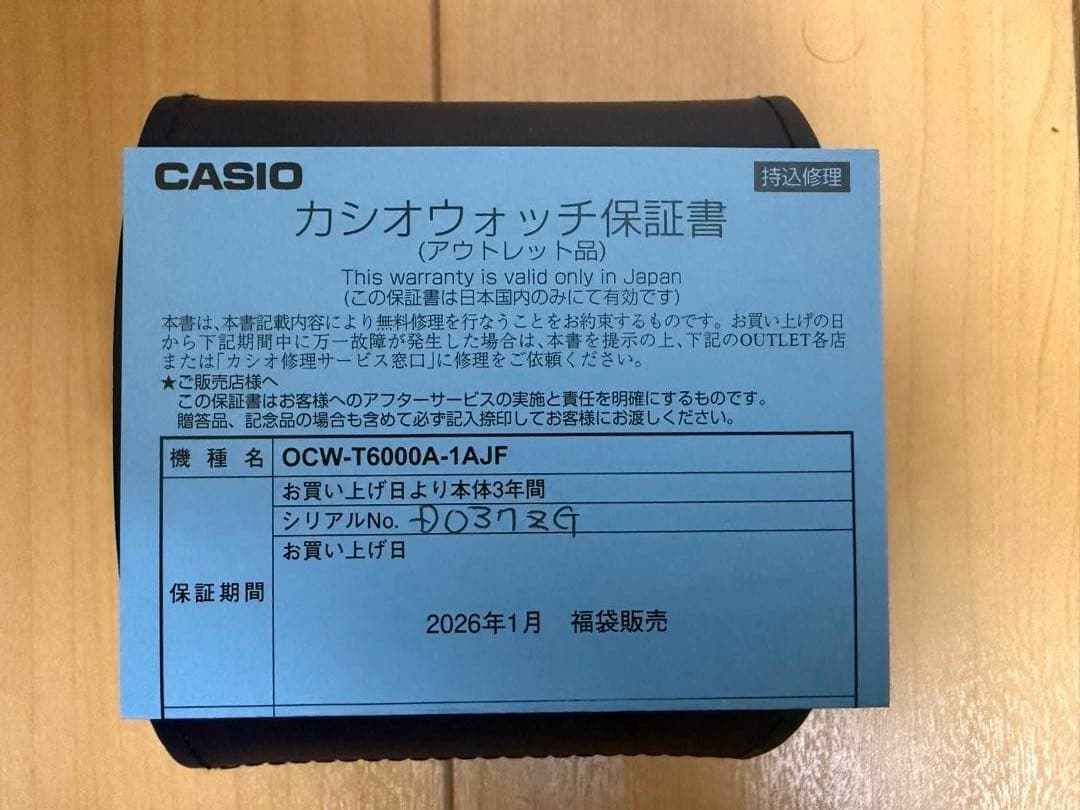 CASIO
持込修理
カシオウォッチ保証書
(アウトレット品)
This warranty is valid only in Japan
(この保証書は日本国内のみにて有効です)
本書は、本書記載内容により無料修理を行なうことをお約束するものです。お買い上げの日
から下記期間中に万一故障が発生した場合は、本書を提示の上、下記のOUTLET各店
または「カシオ修理サービス窓口」に修理をご依頼ください。
★ご販売店様へ
この保証書はお客様へのアフターサービスの実施と責任を明確にするものです。
贈答品、記念品の場合も含めて必ず記入捺印してお客様にお渡しください。
機種名 OCW-T6000A-1AJF
お買い上げ日より本体3年間
シリアルNo. D037ZG
お買い上げ日
保証期間
2026年1月 福袋販売